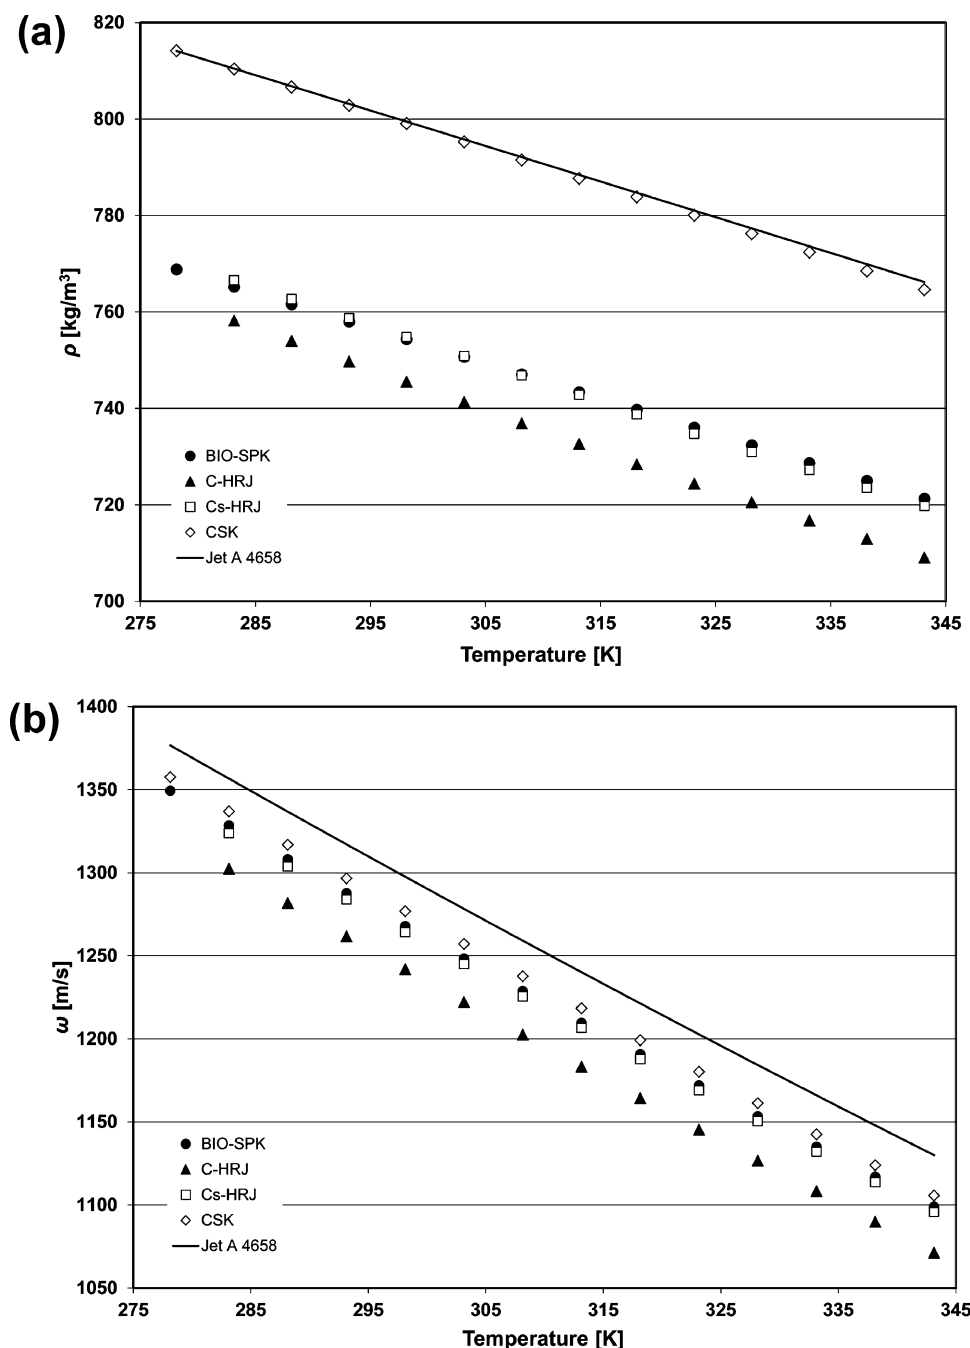 (a)
820
800
780
760
740
720
700
ρ [kg/m³]
BIO-SPK
C-HRJ
Cs-HRJ
CSK
Jet A 4658
275 285 295 305 315 325 335 345
Temperature [K]
(b)
1400
1350
1300
1250
1200
1150
1100
1050
ω [m/s]
BIO-SPK
C-HRJ
Cs-HRJ
CSK
Jet A 4658
275 285 295 305 315 325 335 345
Temperature [K]